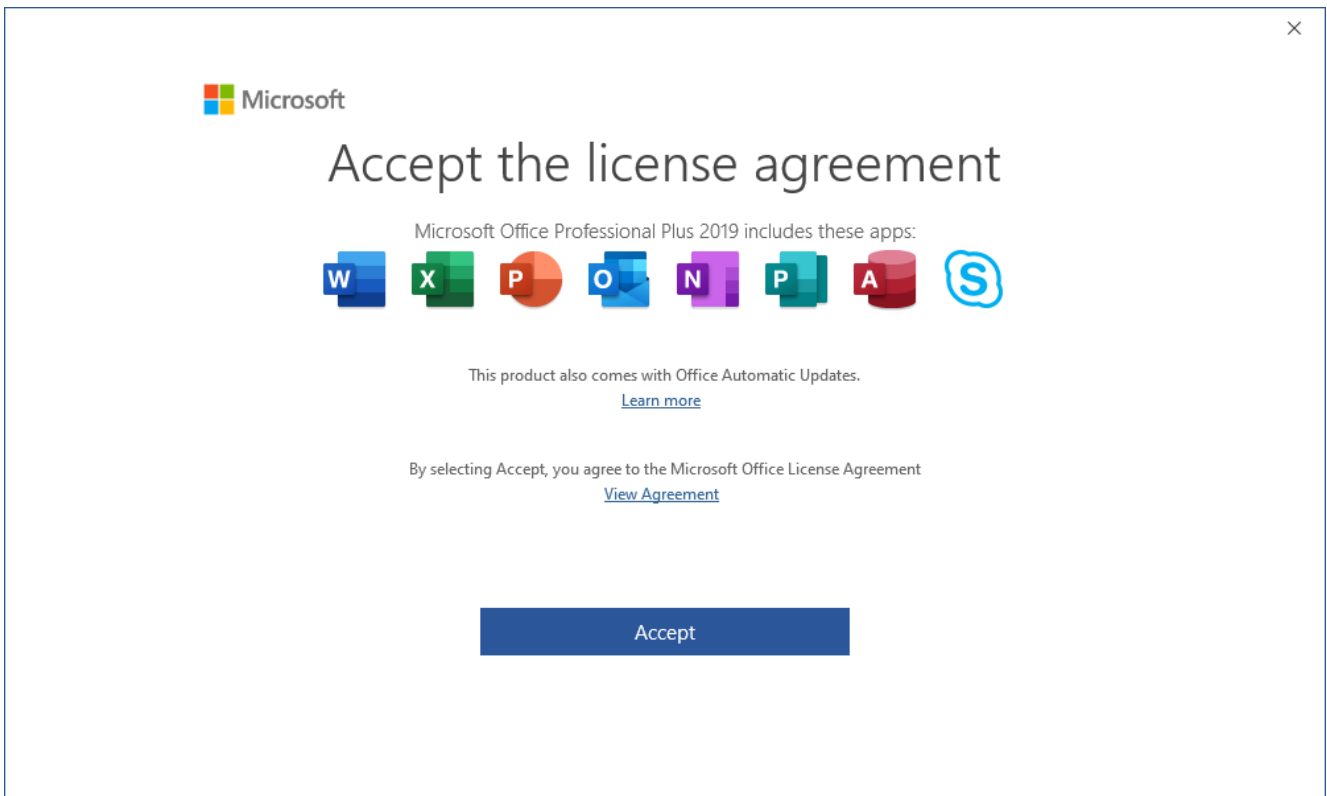 Microsoft
Accept the license agreement
Microsoft Office Professional Plus 2019 includes these apps:
W X P O N P A S
This product also comes with Office Automatic Updates.
Learn more
By selecting Accept, you agree to the Microsoft Office License Agreement
View Agreement
Accept